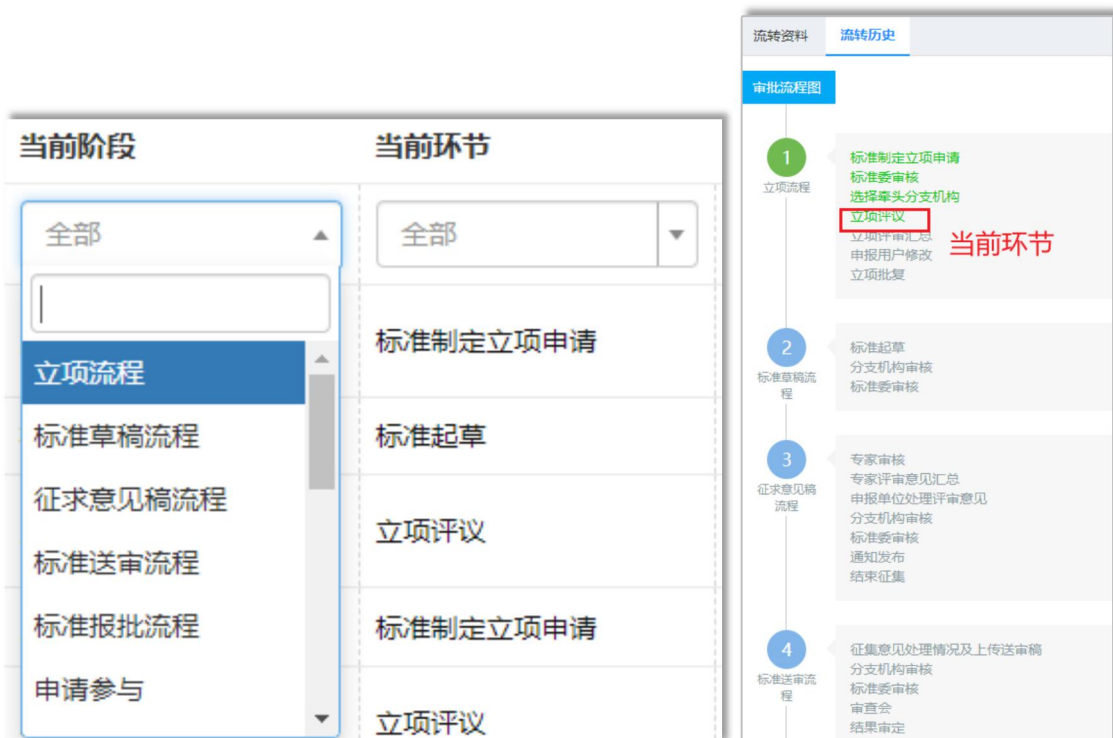 当前阶段
当前环节
全部
全部
立项流程
标准草稿流程
征求意见稿流程
标准送审流程
标准报批流程
申请参与
标准制定立项申请
标准起草
立项评议
标准制定立项申请
立项评议
流转资料
流转历史
审批流程图
1
立项流程
标准制定立项申请
标准委审核
选择牵头分支机构
立项评议
立项评审汇总
申报用户修改
立项批复
当前环节
2
标准草稿流
程
标准起草
分支机构审核
标准委审核
3
征求意见稿
流程
专家审核
专家评审意见汇总
申报单位处理评审意见
分支机构审核
标准委审核
通知发布
结束征集
4
标准送审流
程
征集意见处理情况及上传送审稿
分支机构审核
标准委审核
审查会
结果审定